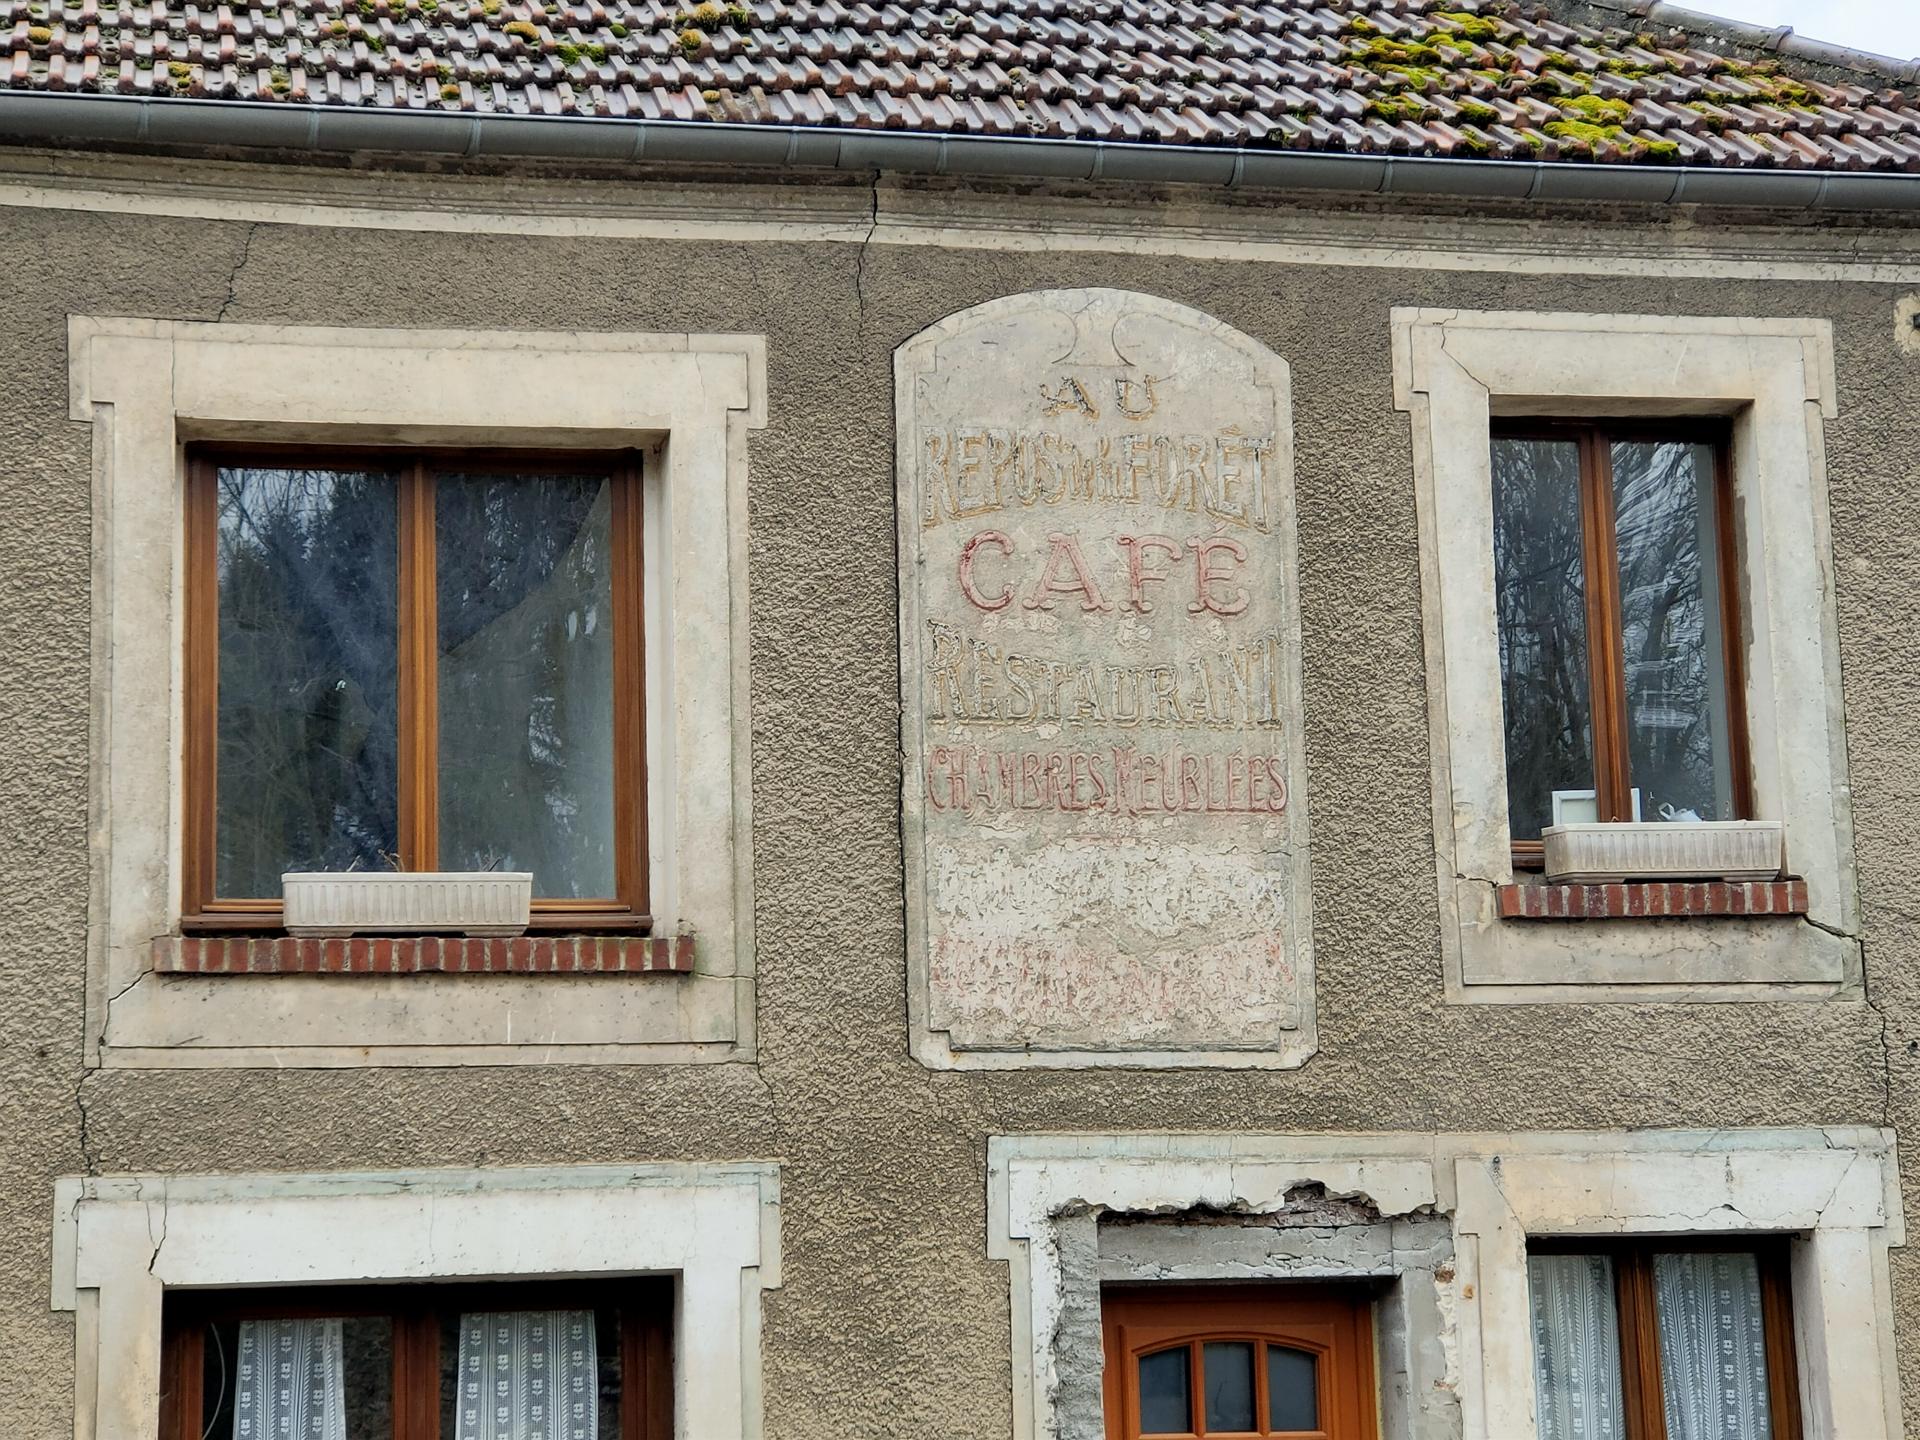 AU
REPOS de la FORÊT
CAFÉ
RESTAURANT
CHAMBRES MEUBLÉES